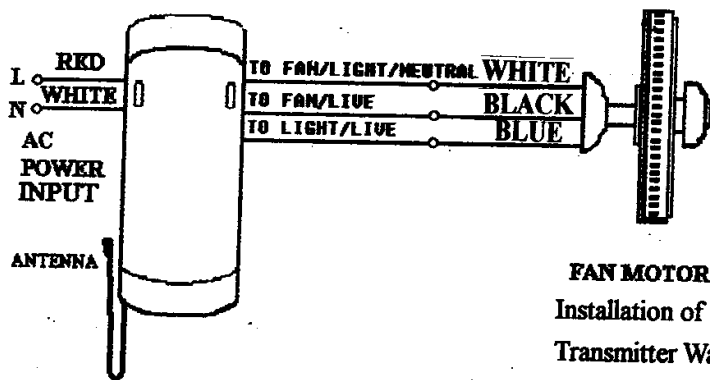 L RED
N WHITE
AC
POWER
INPUT
ANTENNA
TO FAN/LIGHT/NEUTRAL WHITE
TO FAN/LIVE BLACK
TO LIGHT/LIVE BLUE
FAN MOTOR
Installation of
Transmitter Wa